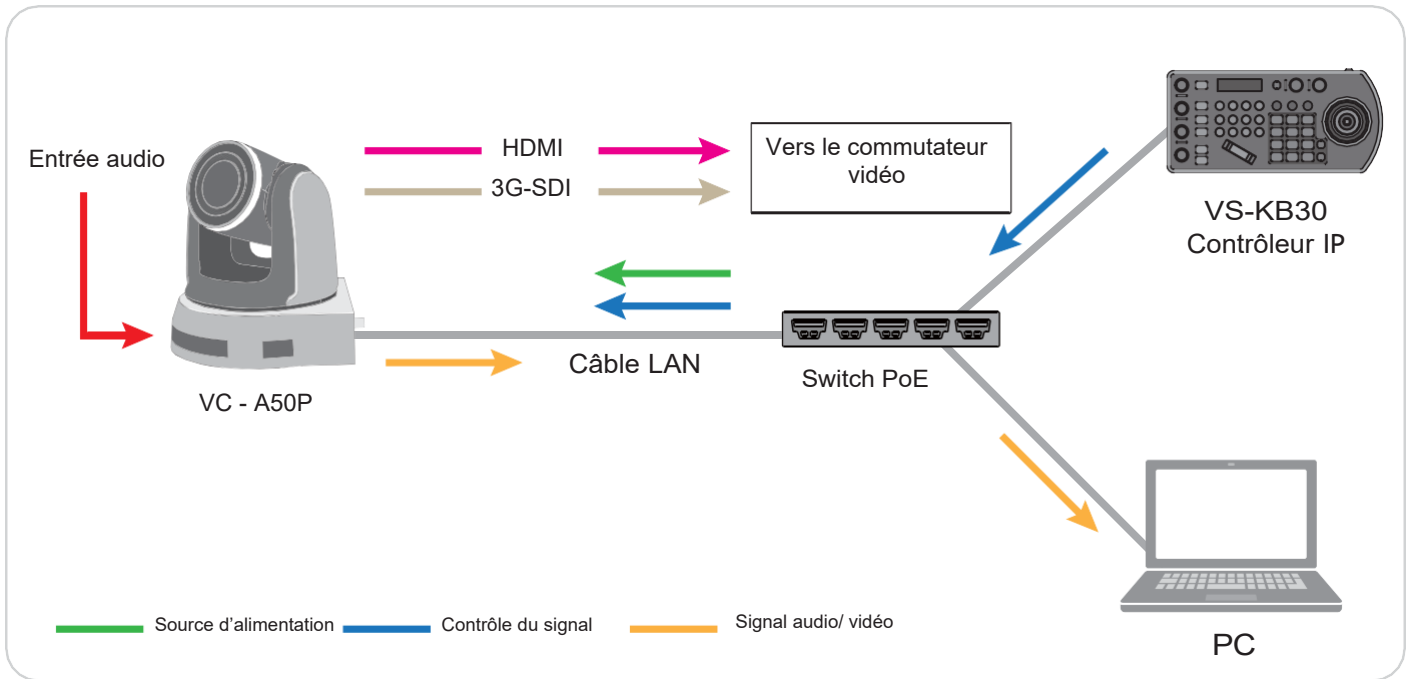 Entrée audio
HDMI
3G-SDI
Vers le commutateur
vidéo
VS-KB30
Contrôleur IP
Câble LAN
Switch PoE
VC - A50P
Source d'alimentation
Contrôle du signal
Signal audio/ vidéo
PC